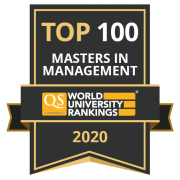 TOP 100
MASTERS IN
MANAGEMENT
QS WORLD
UNIVERSITY
RANKINGS
2020